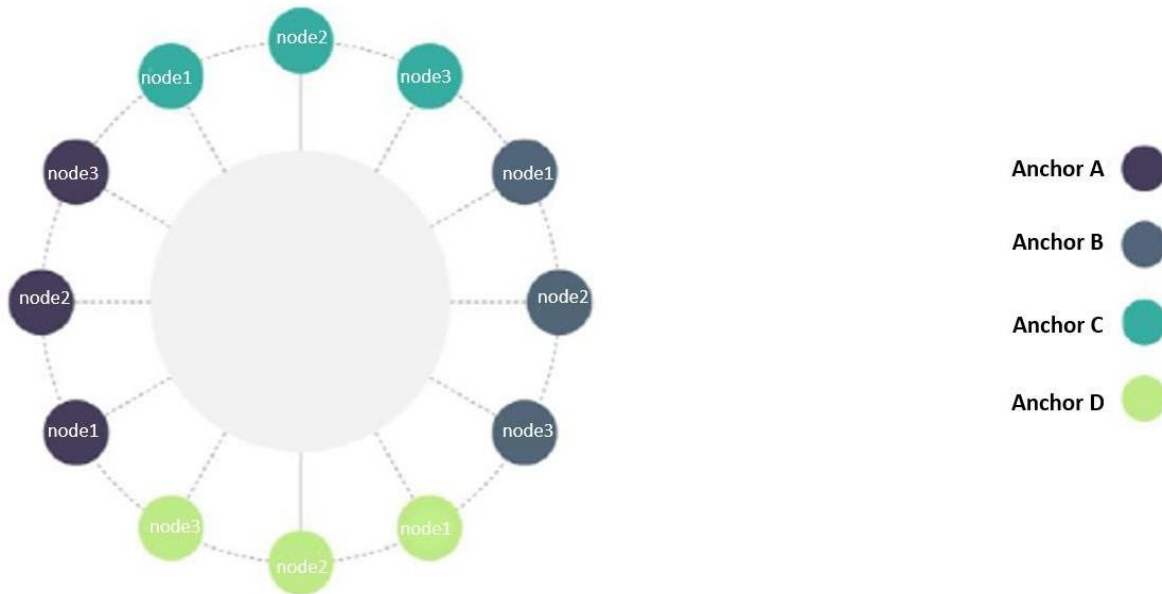 node2
node1
node3
node3
node1
node2
node2
node1
node3
node3
node1
node2
Anchor A
Anchor B
Anchor C
Anchor D